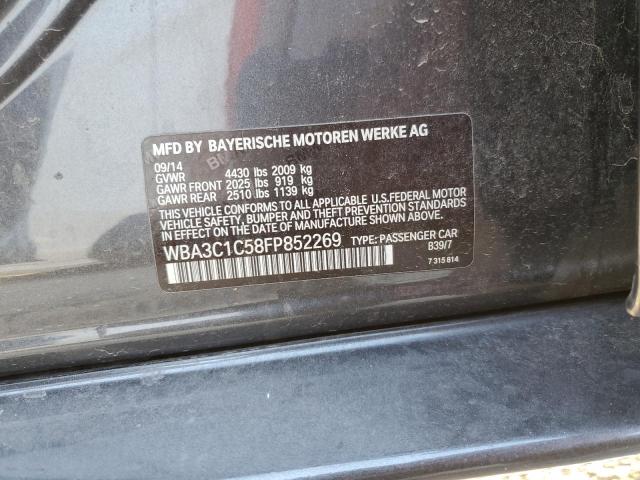 MFD BY BAYERISCHE MOTOREN WERKE AG
09/14
GVWR 4430 lbs 2009 kg
GAWR FRONT 2025 lbs 919 kg
GAWR REAR 2510 lbs 1139 kg
THIS VEHICLE CONFORMS TO ALL APPLICABLE U.S.FEDERAL MOTOR
VEHICLE SAFETY, BUMPER, AND THEFT PREVENTION STANDARDS
IN EFFECT ON THE DATE OF MANUFACTURE SHOWN ABOVE.
WBA3C1C58FP852269 TYPE: PASSENGER CAR
B39/7
7 315 814